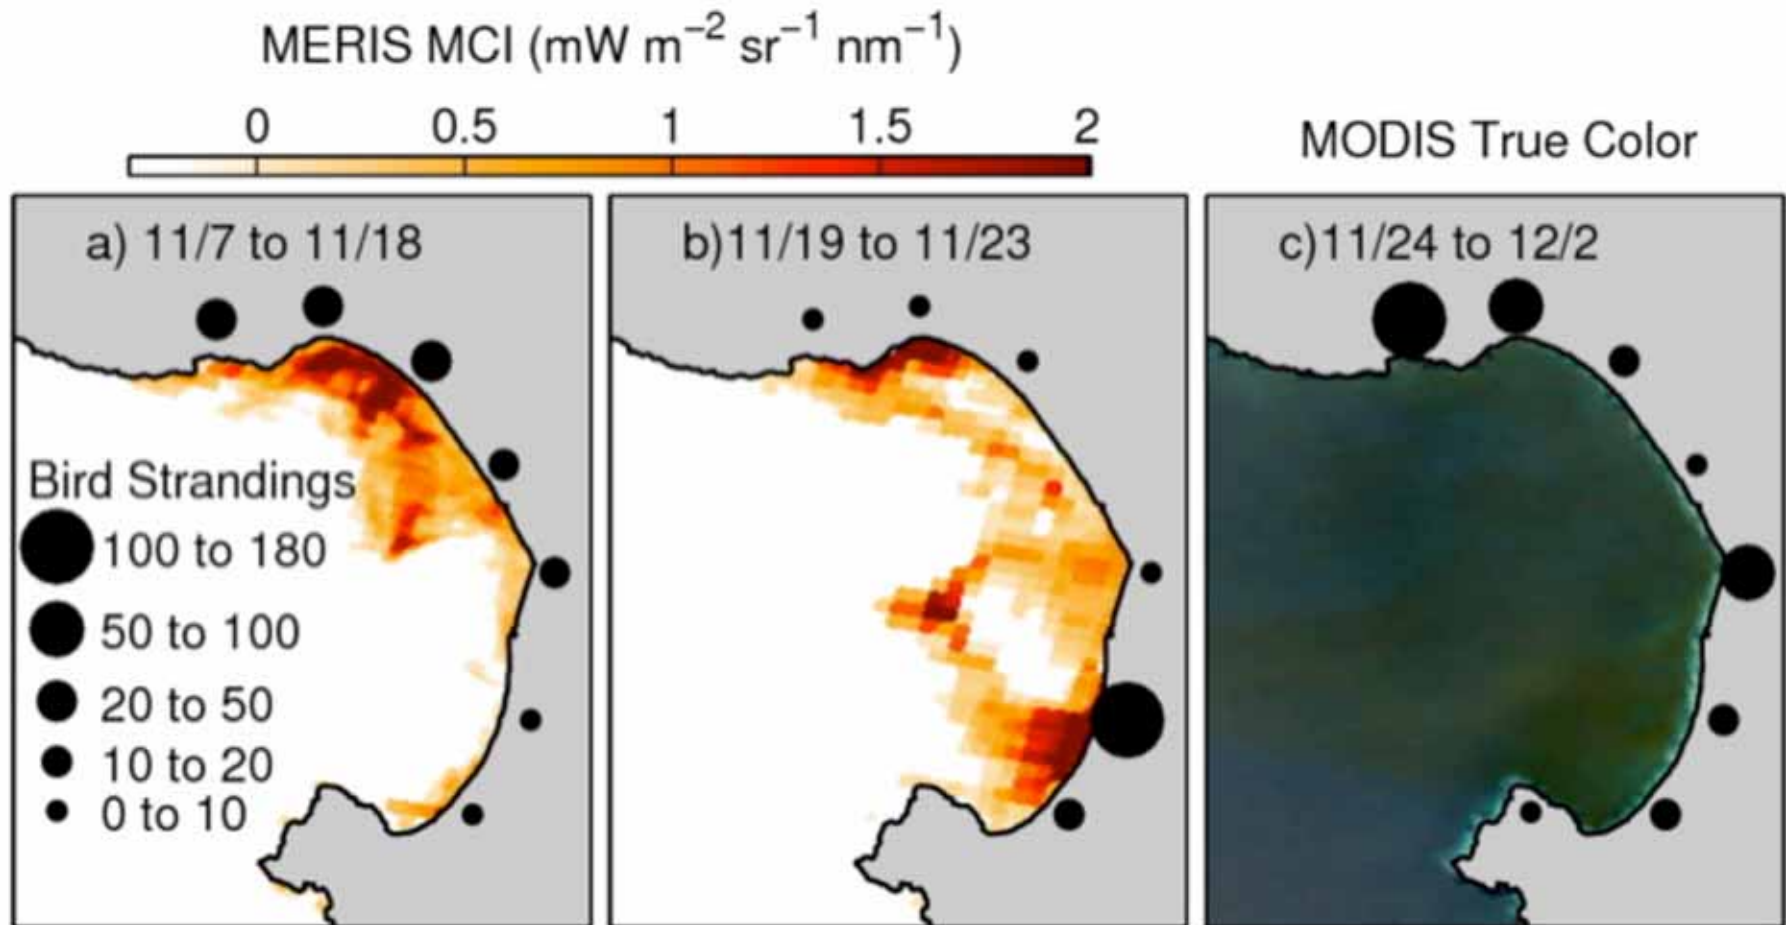 MERIS MCI (mW m⁻² sr⁻¹ nm⁻¹)
0 0.5 1 1.5 2
MODIS True Color
a) 11/7 to 11/18
b)11/19 to 11/23
c)11/24 to 12/2
Bird Strandings
100 to 180
50 to 100
20 to 50
10 to 20
0 to 10